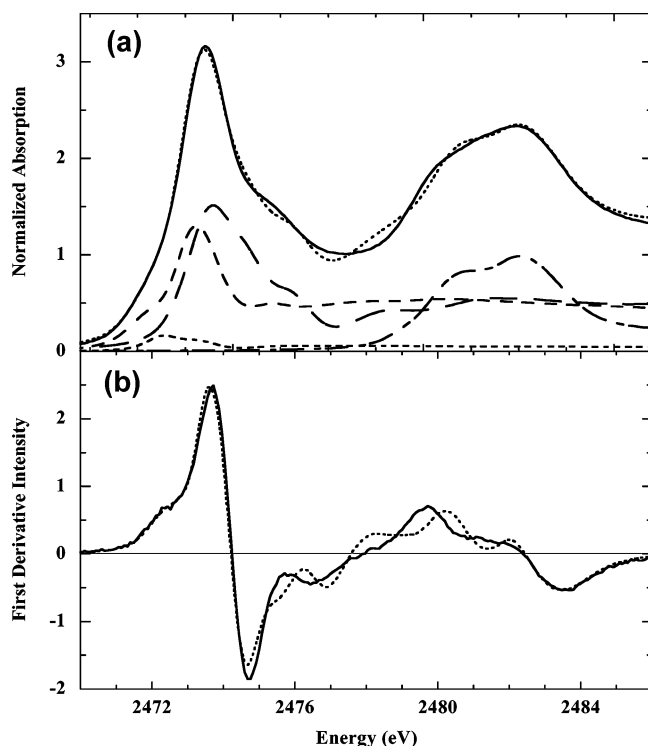 (a)
Normalized Absorption
3
2
1
0
(b)
First Derivative Intensity
2
1
0
-1
-2
2472 2476 2480 2484
Energy (eV)